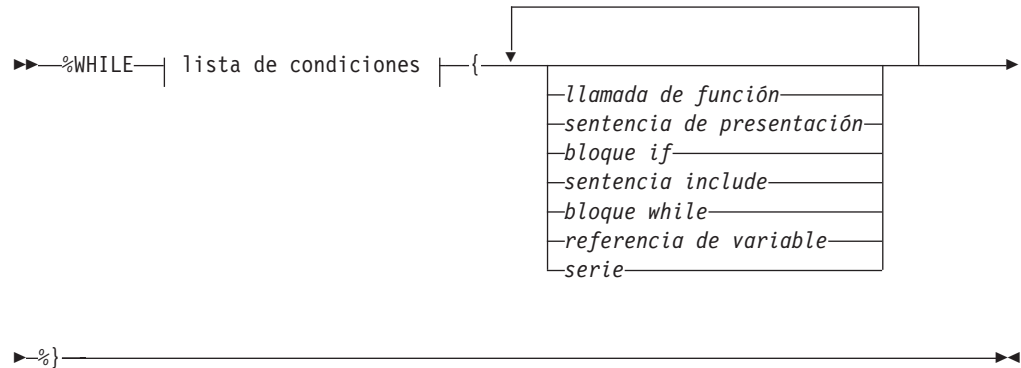 %WHILE lista de condiciones {
llamada de función
sentencia de presentación
bloque if
sentencia include
bloque while
referencia de variable
serie
%}